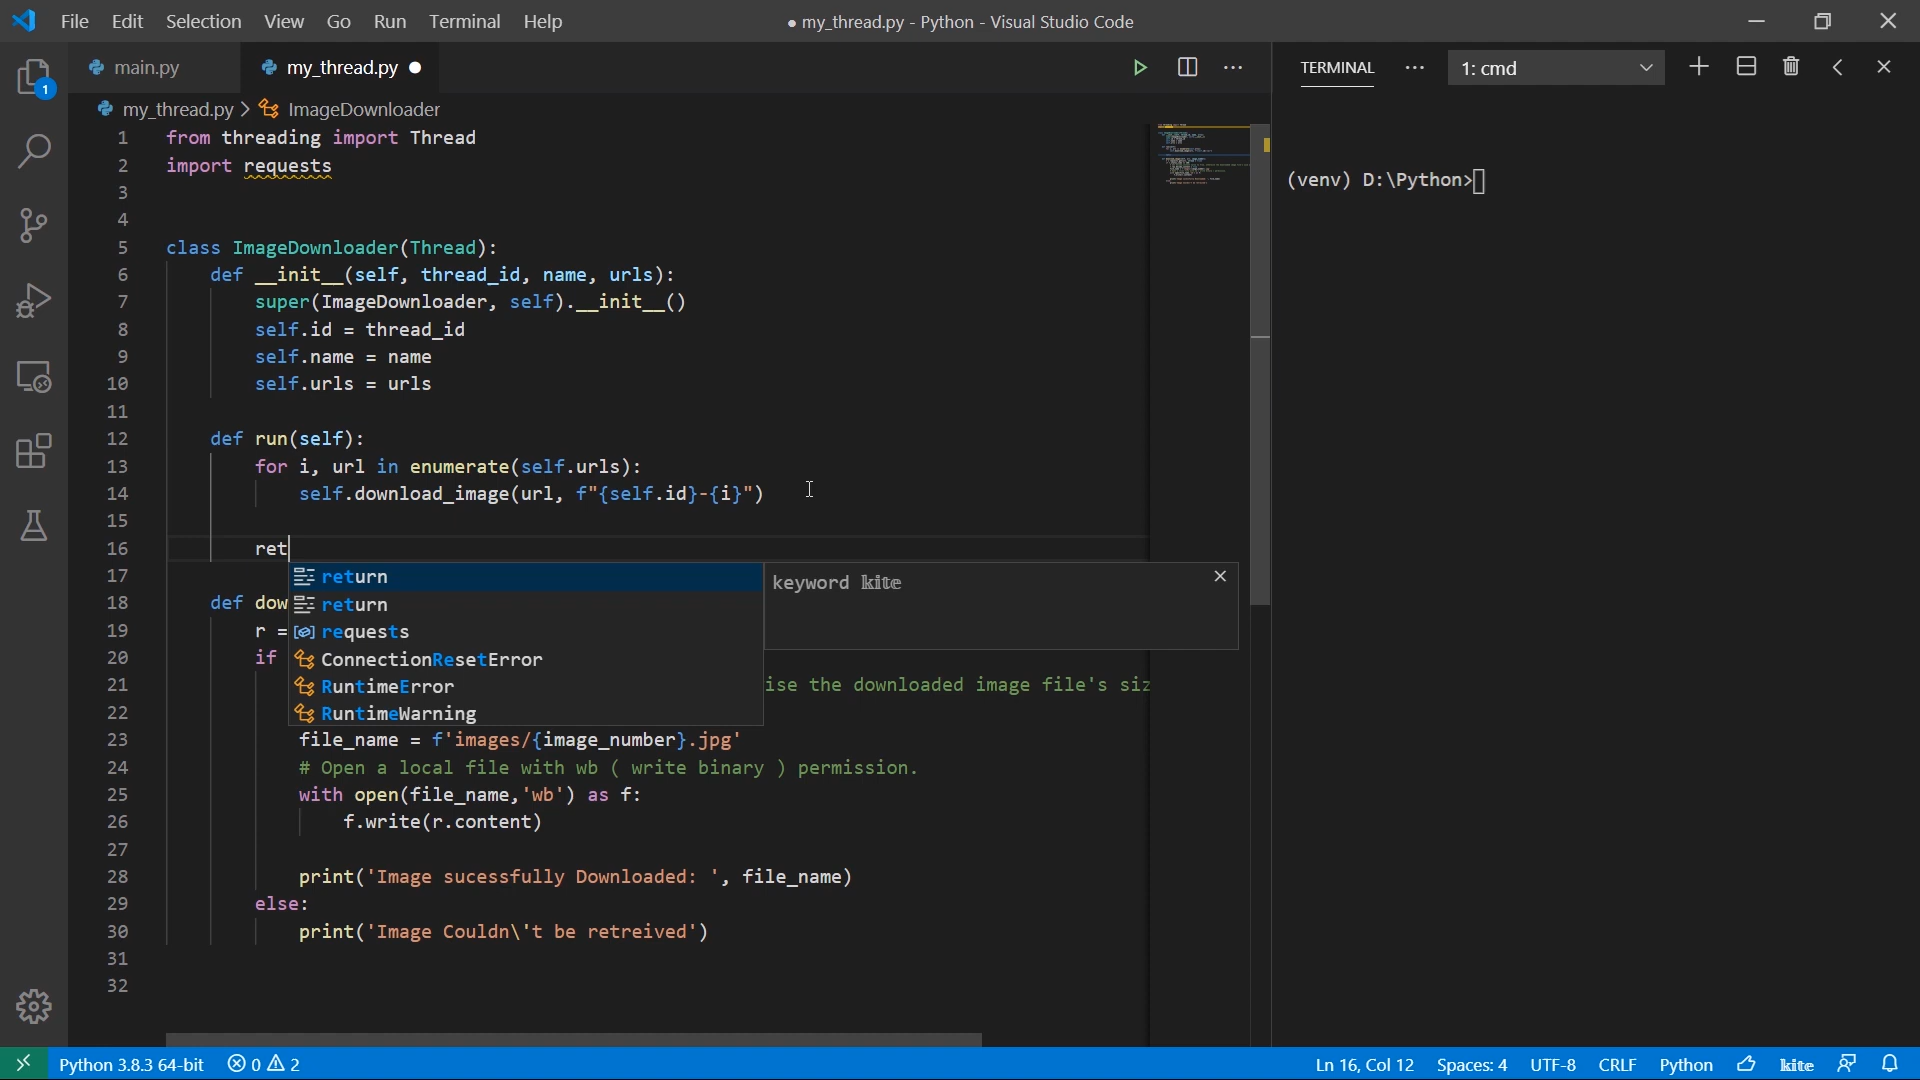 File Edit Selection View Go Run Terminal Help
● my_thread.py - Python - Visual Studio Code
main.py
my_thread.py
TERMINAL
1: cmd
1
my_thread.py > ImageDownloader
1 from threading import Thread
2 import requests
3
4
5 class ImageDownloader(Thread):
6 def __init__(self, thread_id, name, urls):
7 super(ImageDownloader, self).__init__()
8 self.id = thread_id
9 self.name = name
10 self.urls = urls
11
12 def run(self):
13 for i, url in enumerate(self.urls):
14 self.download_image(url, f"{self.id}-{i}")
15
16 ret
17
18 def dow
19 r =
20 if
21 ise the downloaded image file's siz
22
23 file_name = f'images/{image_number}.jpg'
24 # Open a local file with wb ( write binary ) permission.
25 with open(file_name,'wb') as f:
26 f.write(r.content)
27
28 print('Image sucessfully Downloaded: ', file_name)
29 else:
30 print('Image Couldn\'t be retreived')
31
32
return
return
requests
ConnectionResetError
RuntimeError
RuntimeWarning
keyword kite
(venv) D:\Python>
Python 3.8.3 64-bit
0 2
Ln 16, Col 12
Spaces: 4
UTF-8
CRLF
Python
kite